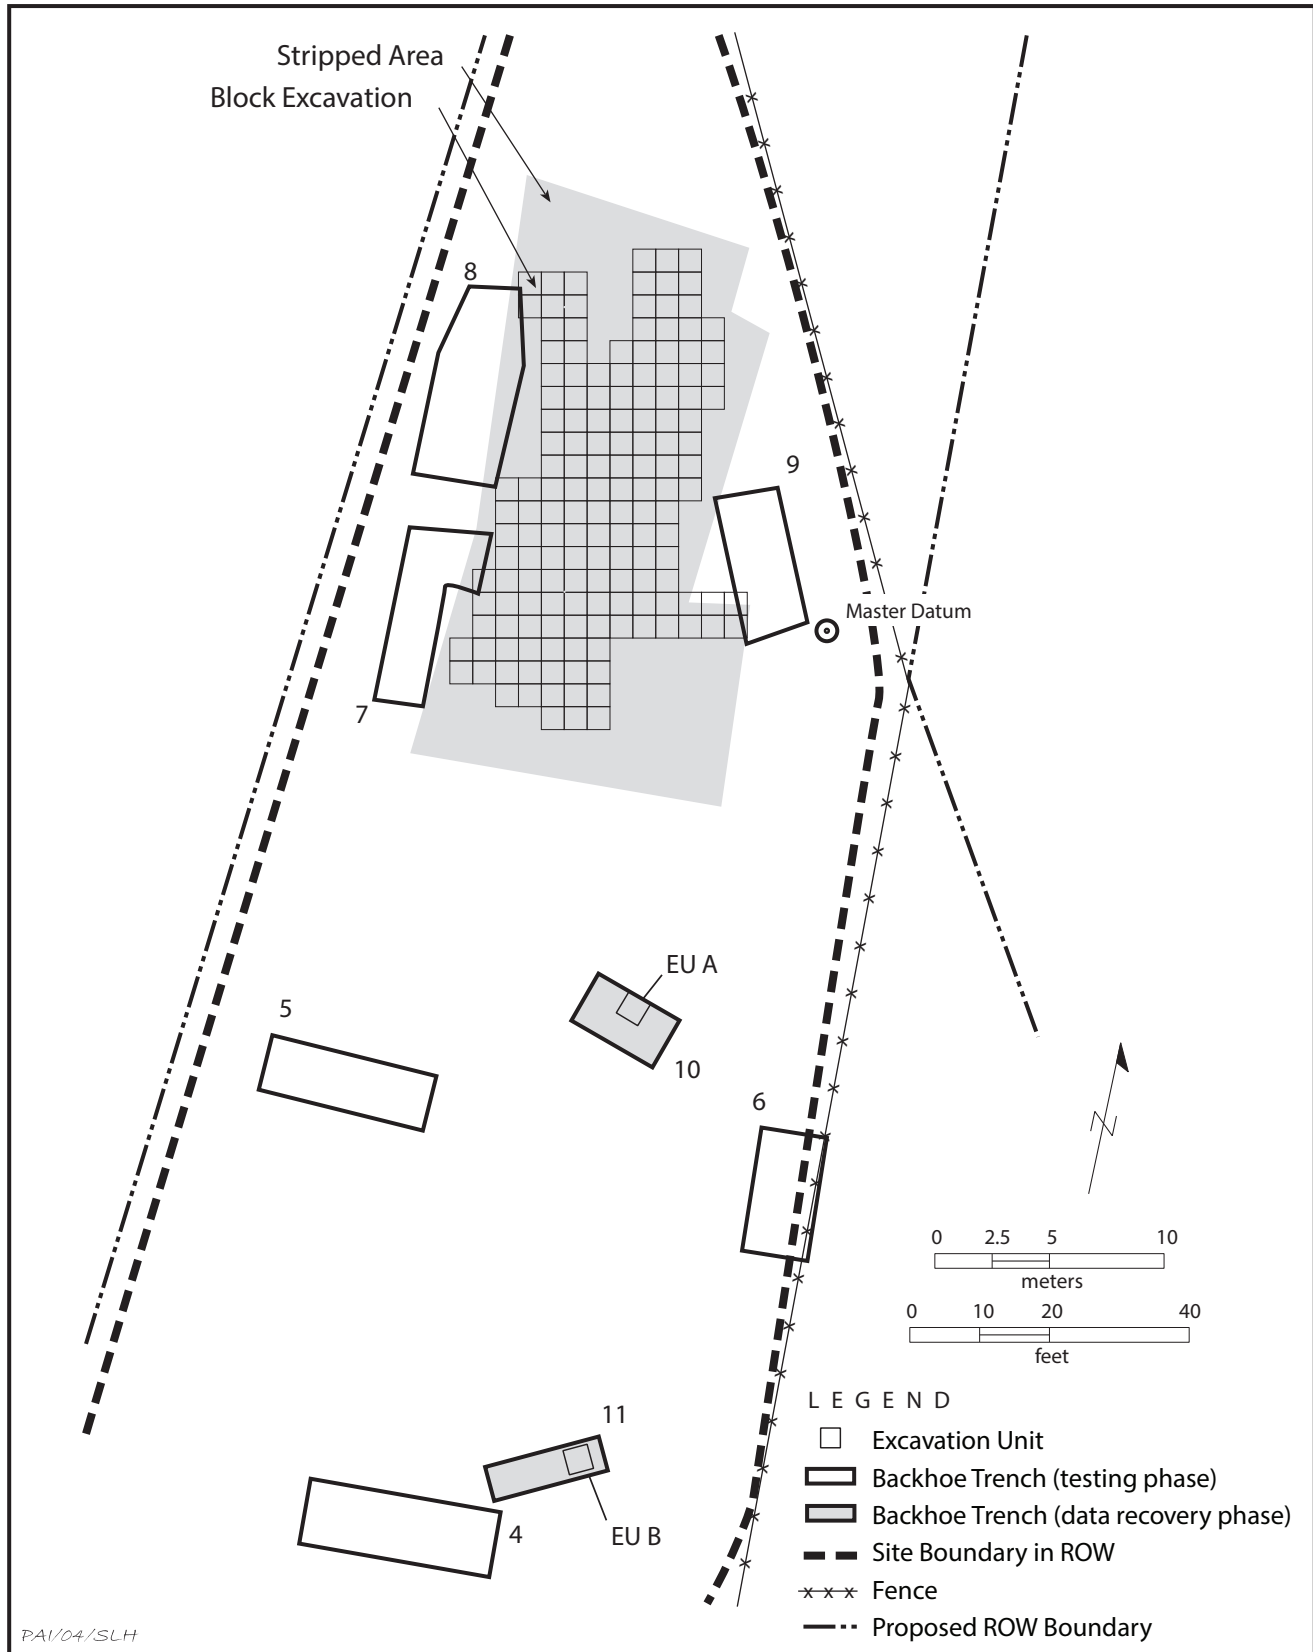 Stripped Area
Block Excavation
8
9
Master Datum
7
EU A
5
10
6
N
0 2.5 5 10
meters
0 10 20 40
feet
11
4
EU B
LEGEND
Excavation Unit
Backhoe Trench (testing phase)
Backhoe Trench (data recovery phase)
Site Boundary in ROW
x x x Fence
Proposed ROW Boundary
PAI/04/SLH